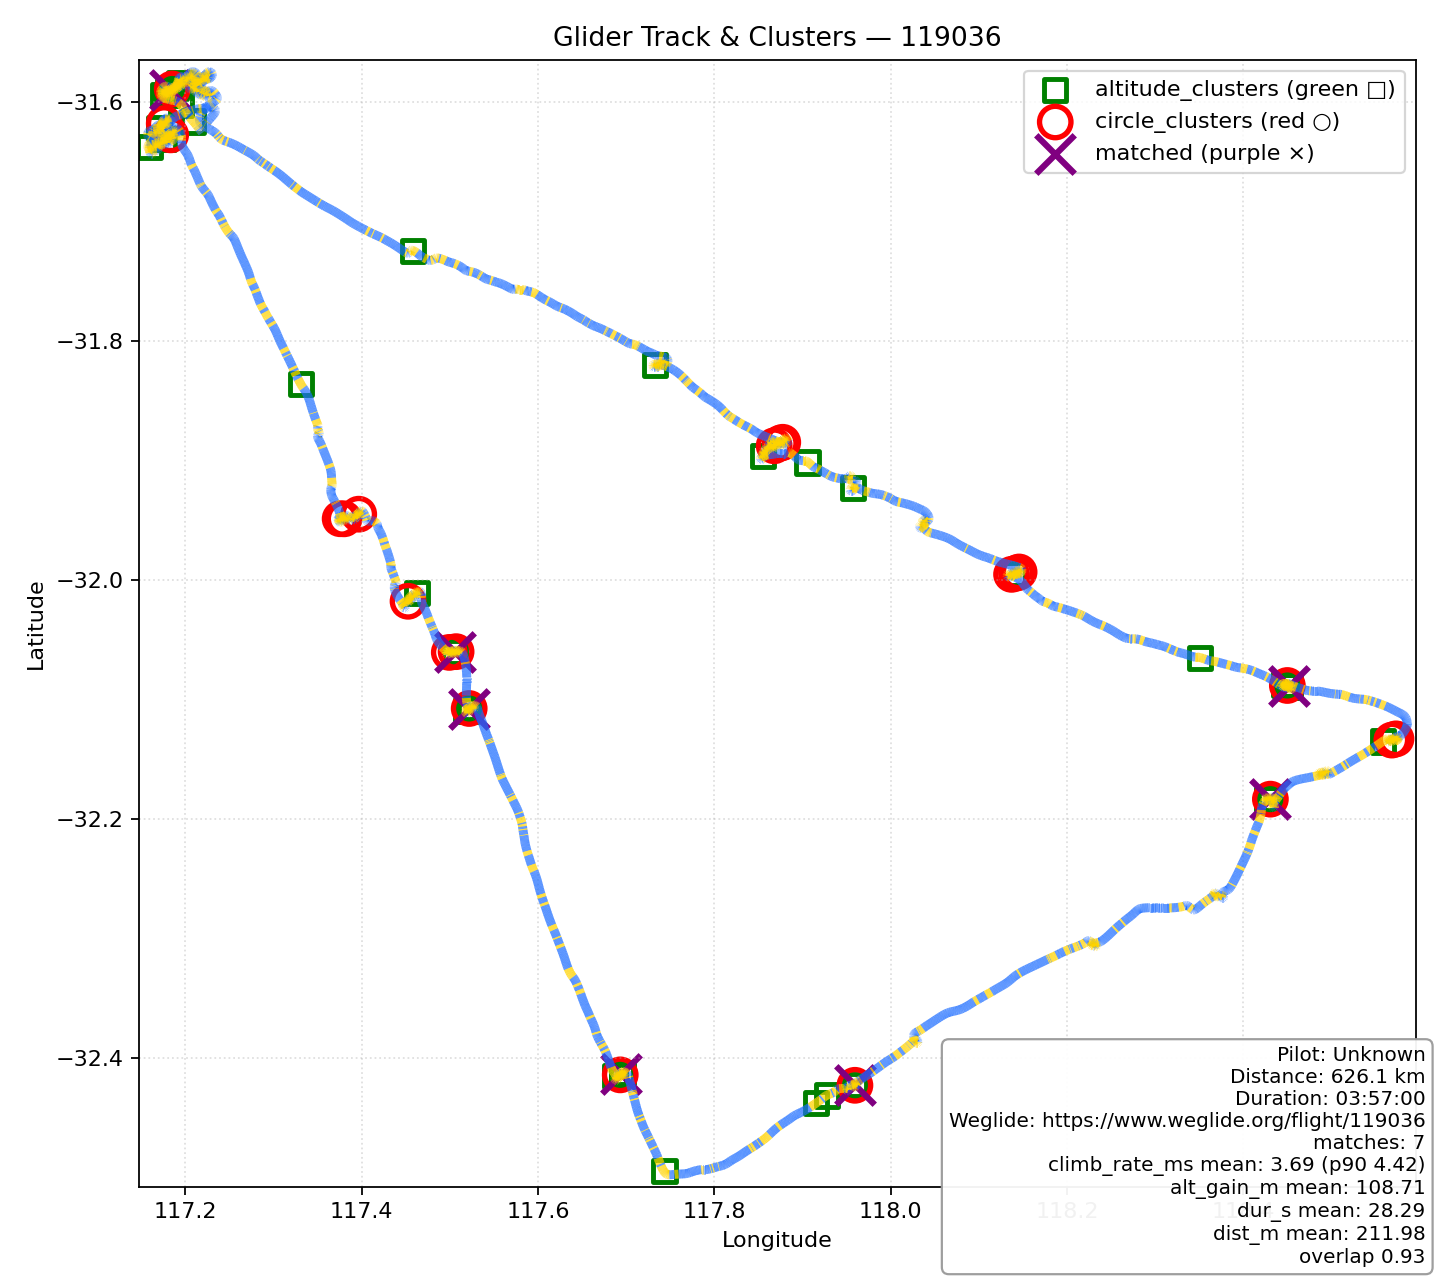 Glider Track & Clusters — 119036
altitude_clusters (green □)
circle_clusters (red ○)
matched (purple ×)
−31.6
−31.8
−32.0
−32.2
−32.4
Latitude
117.2
117.4
117.6
117.8
118.0
118.2
Longitude
Pilot: Unknown
Distance: 626.1 km
Duration: 03:57:00
Weglide: https://www.weglide.org/flight/119036
matches: 7
climb_rate_ms mean: 3.69 (p90 4.42)
alt_gain_m mean: 108.71
dur_s mean: 28.29
dist_m mean: 211.98
overlap 0.93